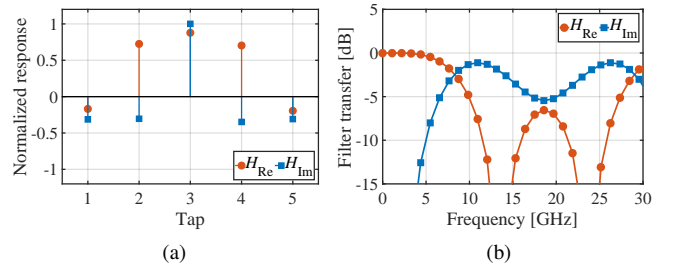 Normalized response
1
0.5
0
-0.5
-1
H_Re H_Im
1 2 3 4 5
Tap
(a)
Filter transfer [dB]
H_Re H_Im
5
0
-5
-10
-15
0 5 10 15 20 25 30
Frequency [GHz]
(b)